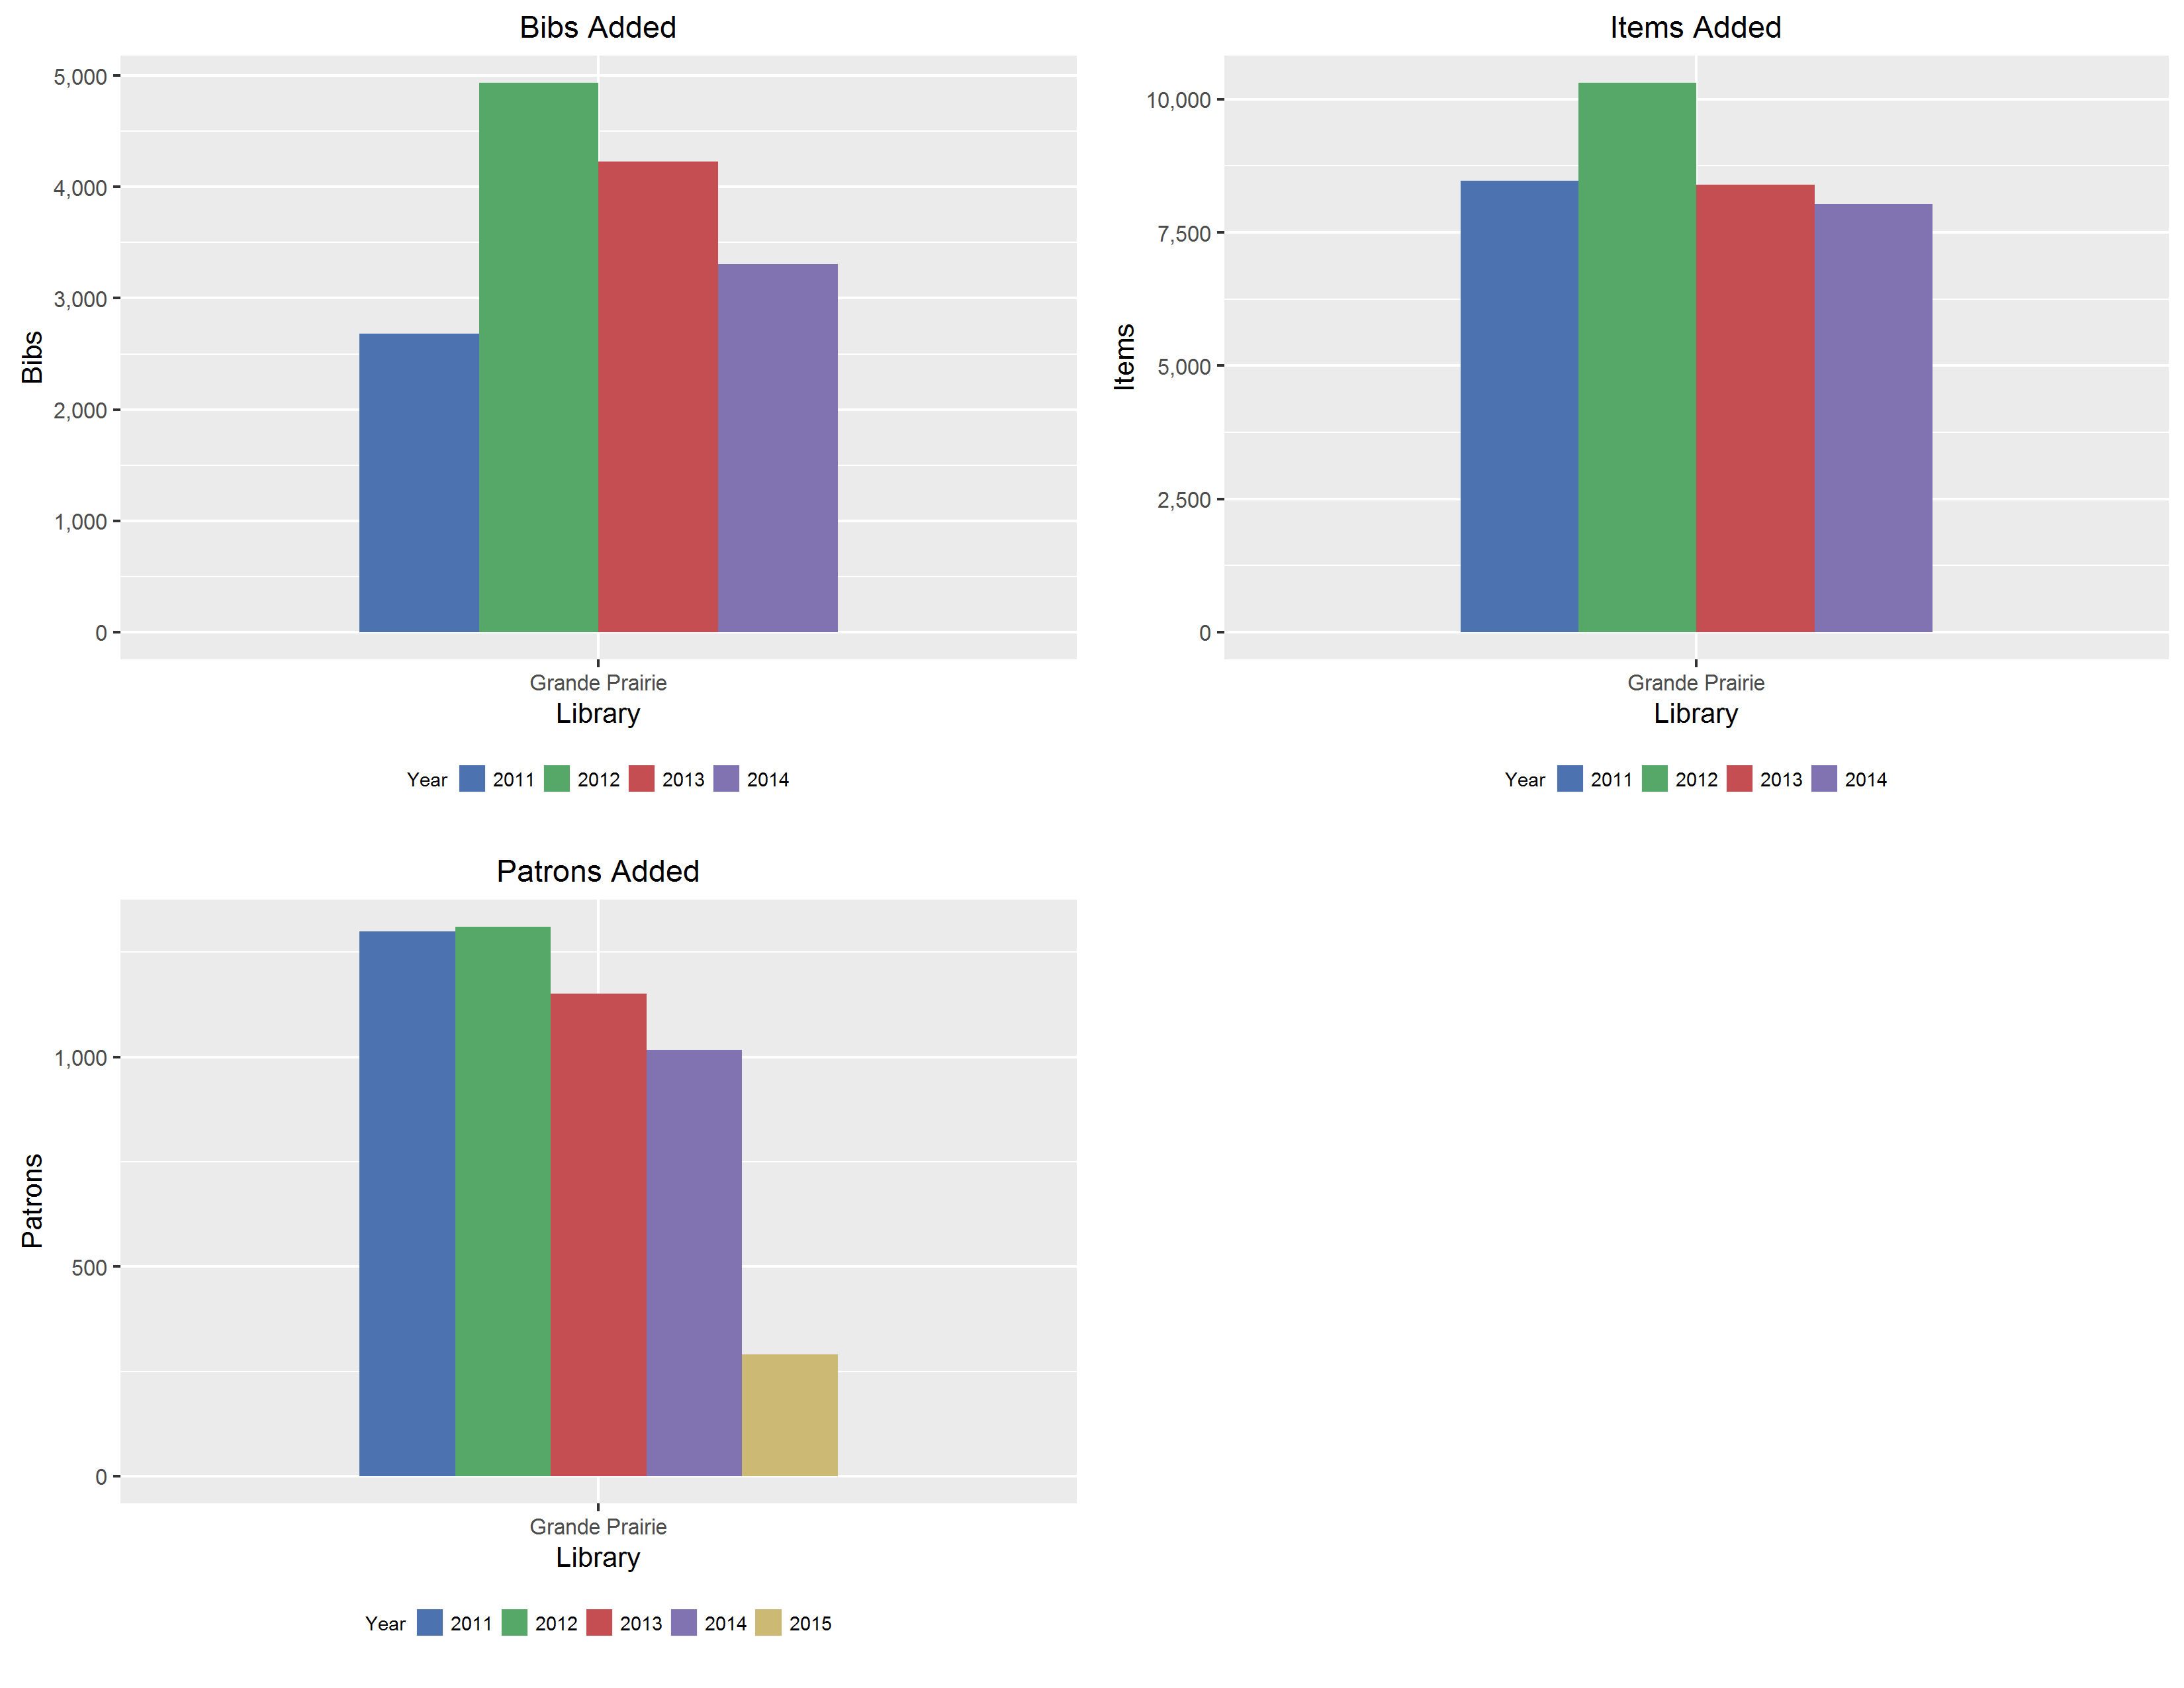 Bibs Added
5,000
4,000
3,000
2,000
1,000
0
Bibs
Grande Prairie
Library
Year 2011 2012 2013 2014
Items Added
10,000
7,500
5,000
2,500
0
Items
Grande Prairie
Library
Year 2011 2012 2013 2014
Patrons Added
1,000
500
0
Patrons
Grande Prairie
Library
Year 2011 2012 2013 2014 2015